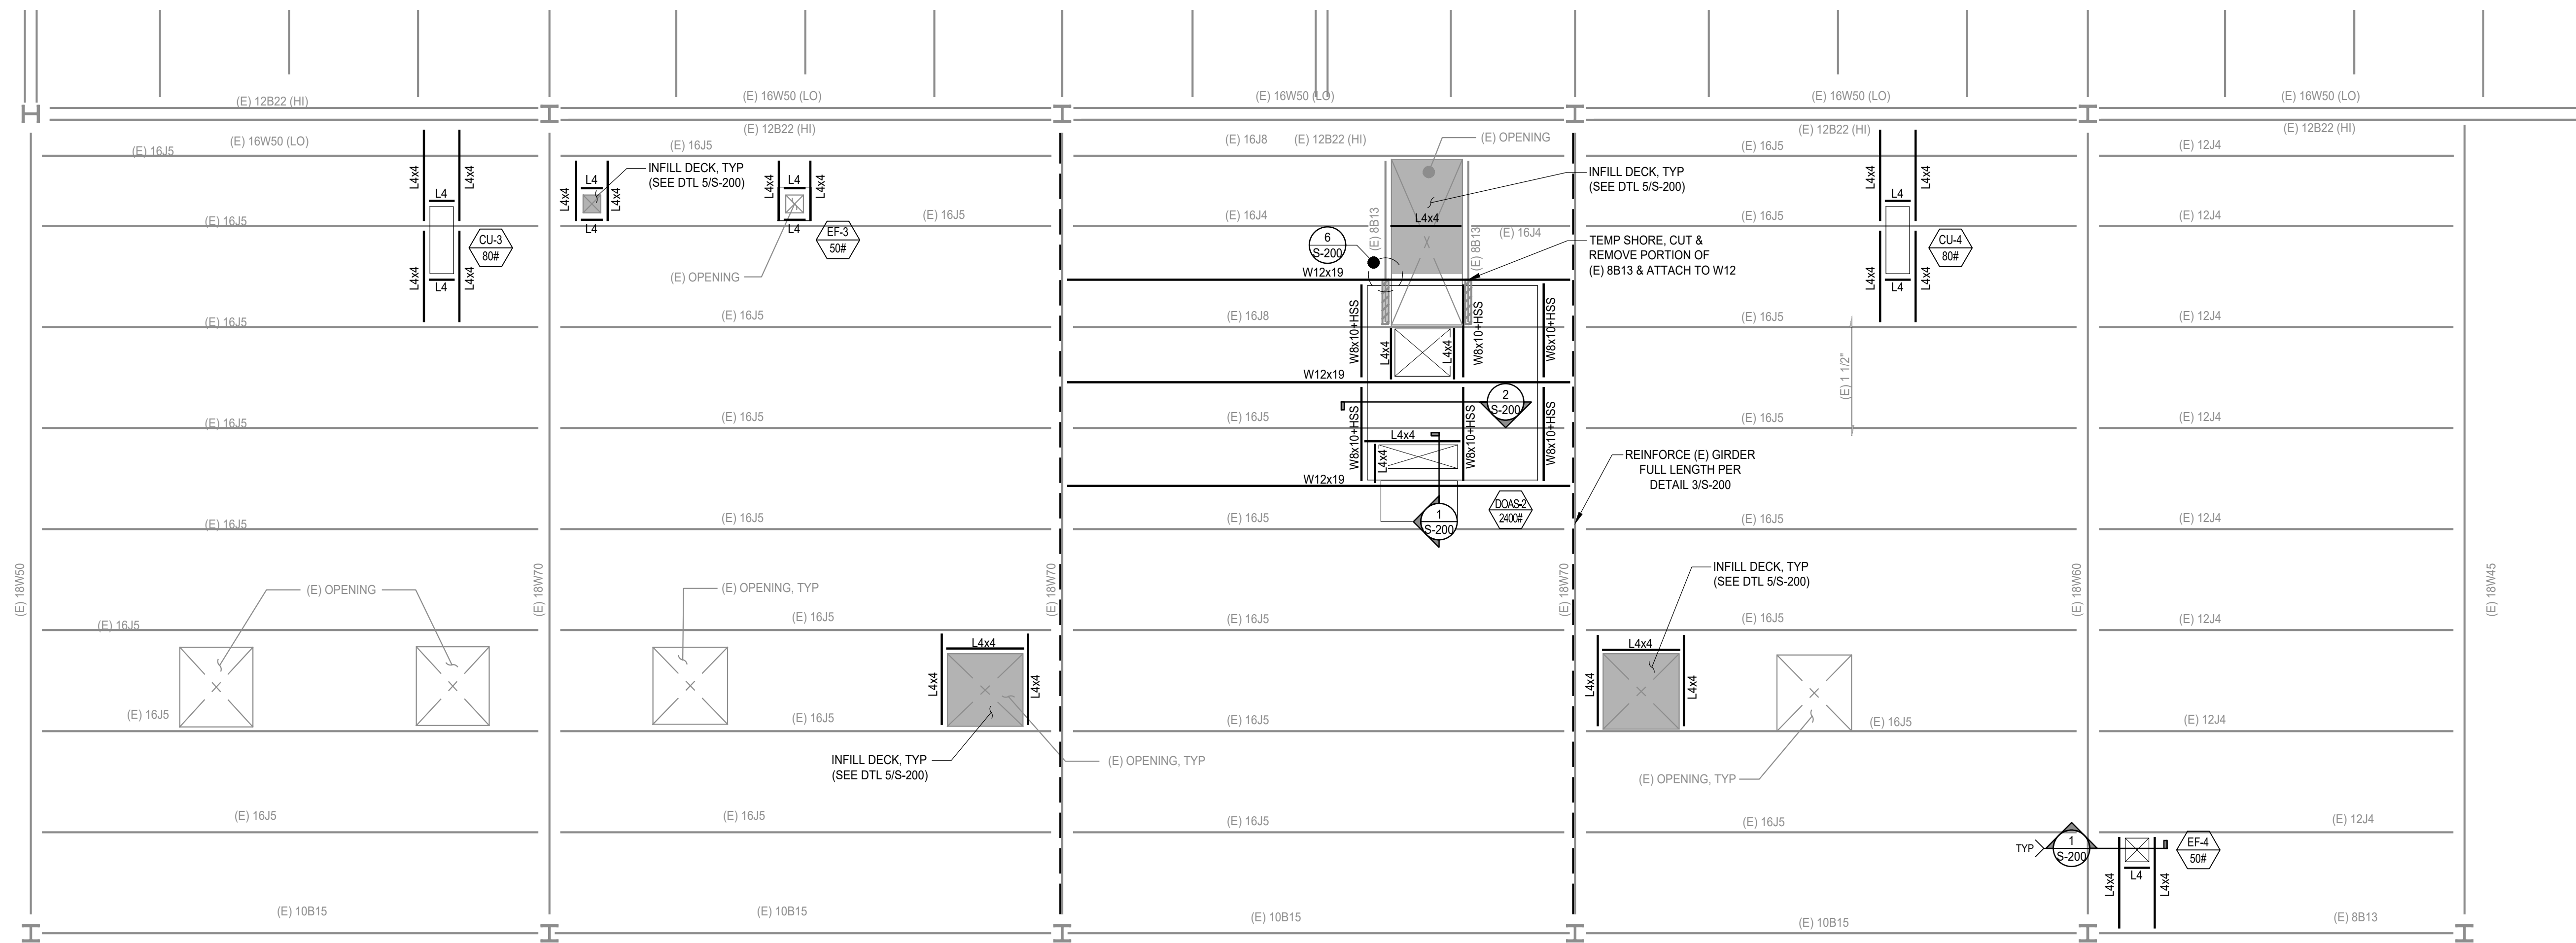 (E) 12B22 (HI)
(E) 16W50 (LO)
(E) 16W50 (LO)
(E) 16W50 (LO)
(E) 16W50 (LO)
(E) 16W50 (LO)
(E) 12B22 (HI)
(E) 16J8
(E) 12B22 (HI)
(E) OPENING
(E) 12B22 (HI)
(E) 12B22 (HI)
(E) 16J5
(E) 16J5
(E) 16J5
(E) 12J4
INFILL DECK, TYP
(SEE DTL 5/S-200)
INFILL DECK, TYP
(SEE DTL 5/S-200)
L4x4
L4x4
L4
L4x4
L4x4
L4
L4x4
L4x4
L4
L4x4
L4x4
L4
L4x4
L4x4
L4
L4
(E) 16J5
(E) 16J5
(E) 16J4
L4x4
(E) 16J4
(E) 16J5
(E) 12J4
CU-3
80#
EF-3
50#
6
S-200
(E) 8B13
(E) 8B13
TEMP SHORE, CUT &
REMOVE PORTION OF
(E) 8B13 & ATTACH TO W12
CU-4
80#
(E) OPENING
W12x19
L4x4
L4x4
L4
L4x4
L4x4
L4
(E) 16J5
(E) 16J5
(E) 16J8
W8x10+HSS
L4x4
L4x4
W8x10+HSS
W8x10+HSS
(E) 16J5
(E) 12J4
W12x19
(E) 1 1/2"
2
S-200
(E) 16J5
(E) 16J5
(E) 16J5
W8x10+HSS
L4x4
L4x4
W8x10+HSS
W8x10+HSS
(E) 16J5
(E) 12J4
W12x19
REINFORCE (E) GIRDER
FULL LENGTH PER
DETAIL 3/S-200
DOAS-2
2400#
1
S-200
(E) 16J5
(E) 16J5
(E) 16J5
(E) 16J5
(E) 12J4
(E) 18W50
(E) 18W70
(E) 18W70
(E) 18W70
(E) 18W60
(E) 18W45
(E) OPENING
(E) OPENING, TYP
INFILL DECK, TYP
(SEE DTL 5/S-200)
(E) 16J5
(E) 16J5
(E) 16J5
(E) 16J5
(E) 12J4
L4x4
L4x4
L4x4
L4x4
L4x4
L4x4
(E) 16J5
(E) 16J5
(E) 16J5
(E) 16J5
(E) 12J4
INFILL DECK, TYP
(SEE DTL 5/S-200)
(E) OPENING, TYP
(E) OPENING, TYP
(E) 16J5
(E) 16J5
(E) 16J5
(E) 16J5
(E) 12J4
TYP
1
S-200
EF-4
50#
L4x4
L4
L4x4
(E) 10B15
(E) 10B15
(E) 10B15
(E) 10B15
(E) 8B13